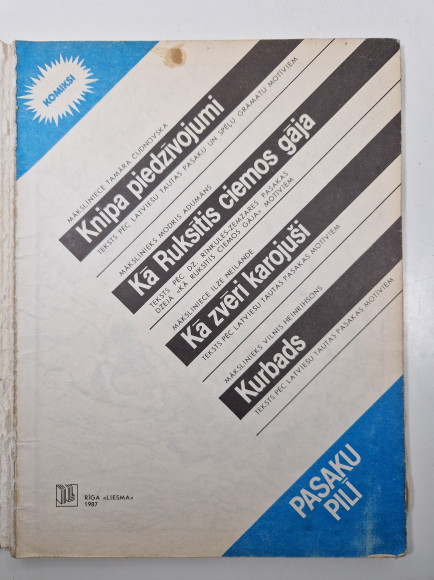 KOMIKSI
MĀKSLINIECE TAMĀRA ČUDNOVSKA
Knīpa piedzīvojumi
TEKSTS PĒC LATVIEŠU TAUTAS PASAKU UN SPĒĻU GRĀMATU MOTĪVIEM
MĀKSLINIEKS MODRIS ADUMĀNS
Kā Rukšītis ciemos gāja
TEKSTS PĒC DZ. RINKULES-ZEMZARES PASAKAS
DZEJĀ «KĀ RUKŠĪTIS CIEMOS GĀJA» MOTĪVIEM
MĀKSLINIECE ILZE NEILANDE
Kā zvēri karojuši
TEKSTS PĒC LATVIEŠU TAUTAS PASAKAS MOTĪVIEM
MĀKSLINIEKS VILNIS HEINRIHSONS
Kurbads
TEKSTS PĒC LATVIEŠU TAUTAS PASAKAS MOTĪVIEM
PASAKU
PILĪ
RĪGA «LIESMA»
1987